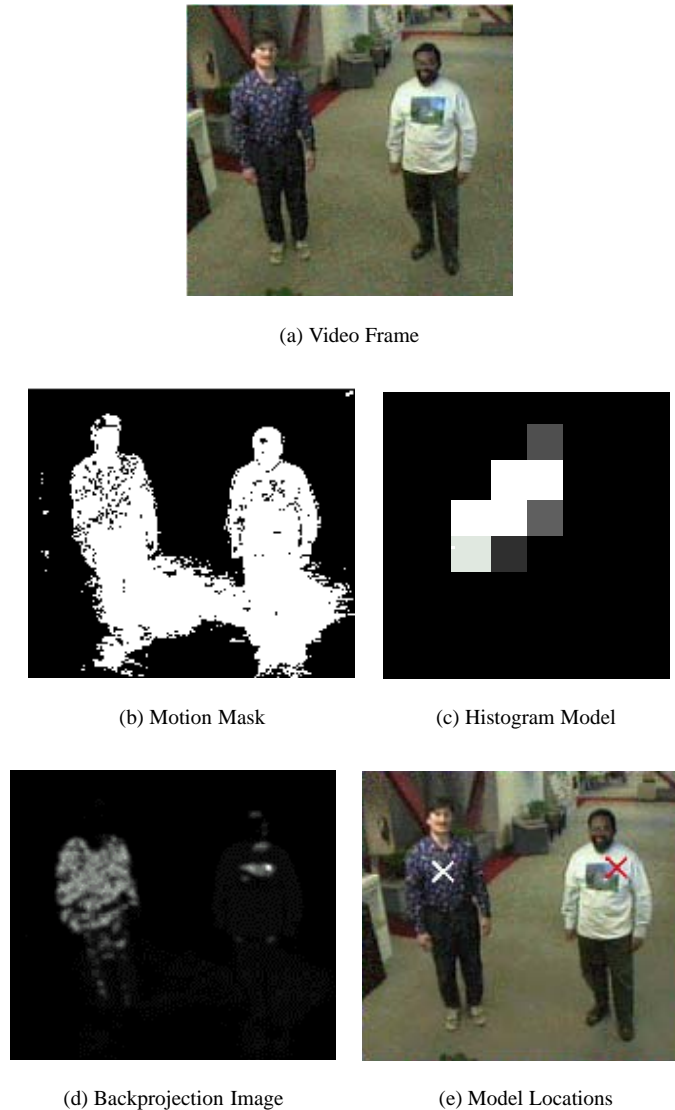 (a) Video Frame
(b) Motion Mask
(c) Histogram Model
(d) Backprojection Image
(e) Model Locations